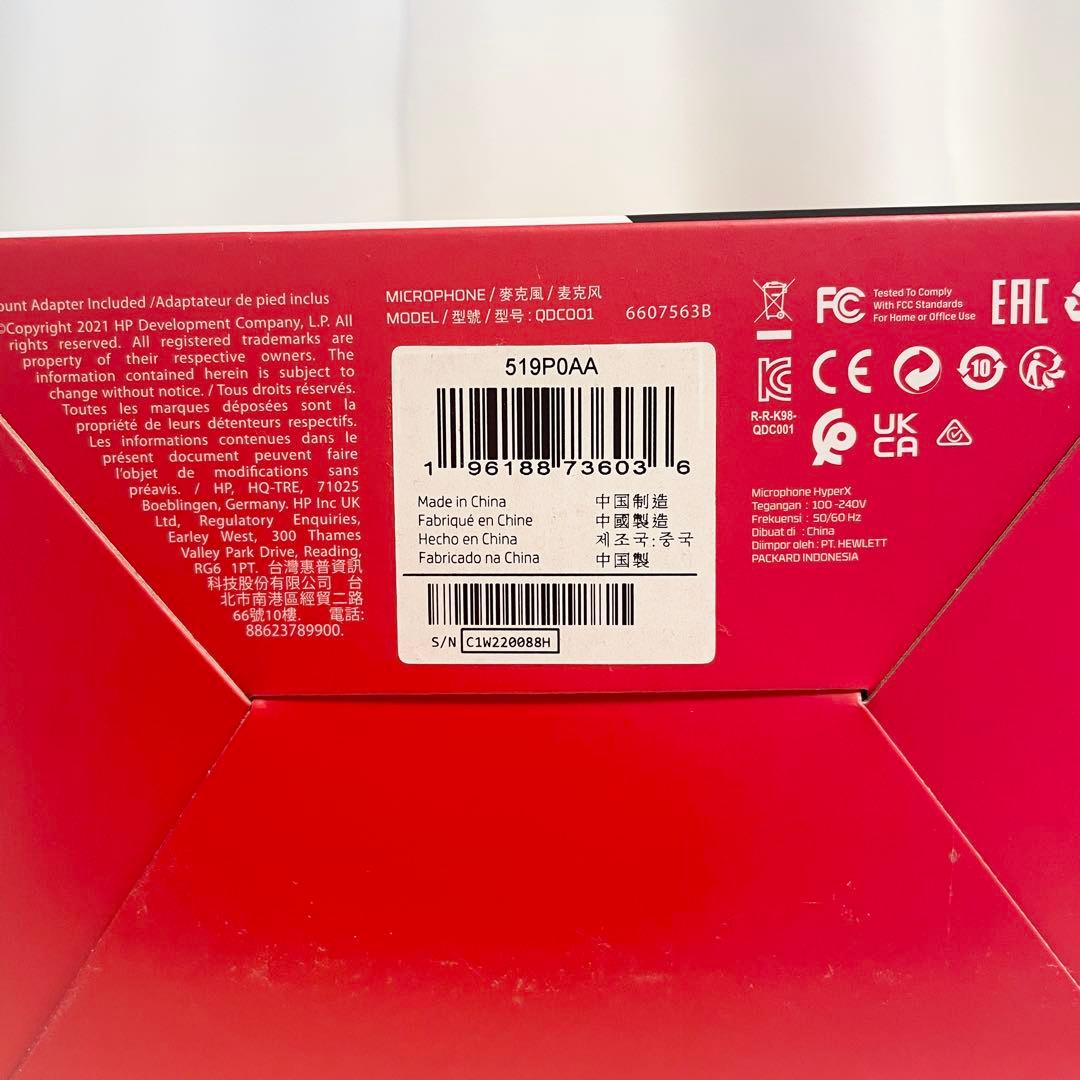 ount Adapter Included /Adaptateur de pied inclus
©Copyright 2021 HP Development Company, L.P. All
rights reserved. All registered trademarks are
property of their respective owners. The
information contained herein is subject to
change without notice. / Tous droits réservés.
Toutes les marques déposées sont la
propriété de leurs détenteurs respectifs.
Les informations contenues dans le
présent document peuvent faire
l'objet de modifications sans
préavis. / HP, HQ-TRE, 71025
Boeblingen, Germany. HP Inc UK
Ltd, Regulatory Enquiries,
Earley West, 300 Thames
Valley Park Drive, Reading,
RG6 1PT. 台灣惠普資訊
科技股份有限公司 台
北市南港區經貿二路
66號10樓. 電話:
88623789900.
MICROPHONE / 麥克風 / 麦克风
MODEL / 型號 / 型号 : QDC001 6607563B
519P0AA
1 96188 73603 6
Made in China 中国制造
Fabriqué en Chine 中國製造
Hecho en China 제조국:중국
Fabricado na China 中国製
S/N C1W220088H
FC Tested To Comply
With FCC Standards
For Home or Office Use
EAC
KC
R-R-K98-
QDC001
CE
10
UK
CA
Microphone HyperX
Tegangan : 100 -240V
Frekuensi : 50/60 Hz
Dibuat di : China
Diimpor oleh : PT. HEWLETT
PACKARD INDONESIA